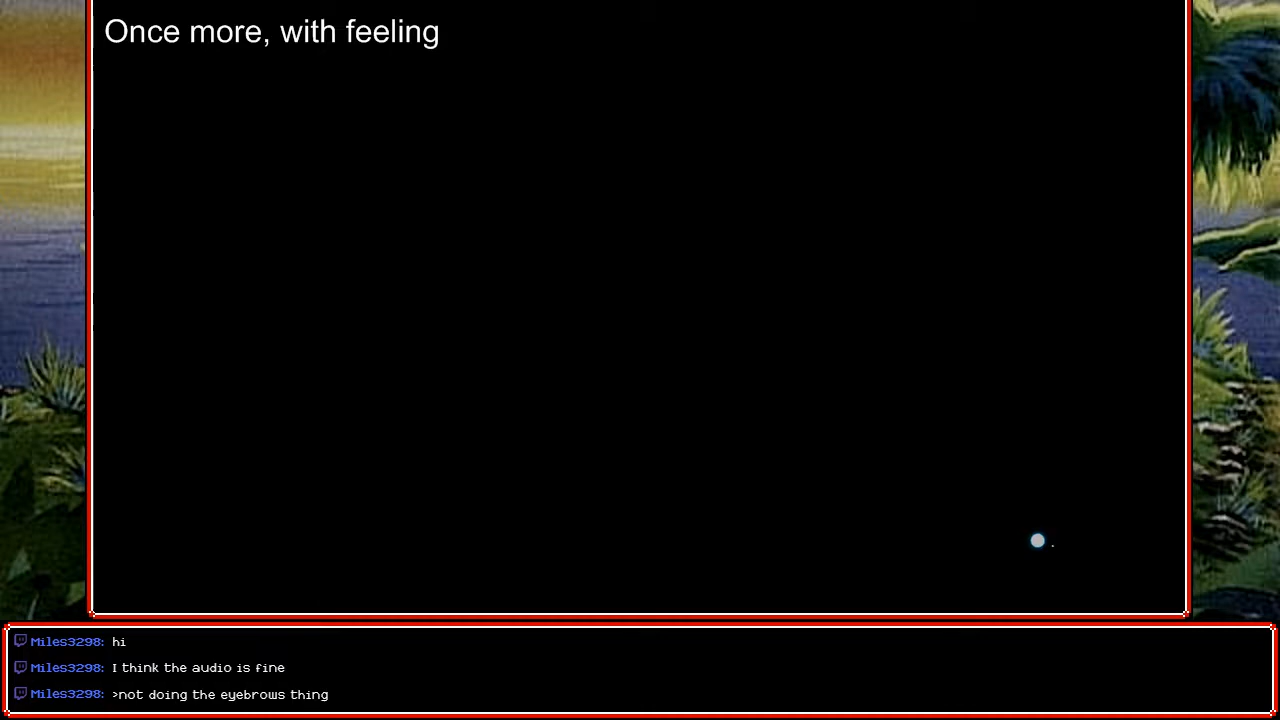 Once more, with feeling
Miles3298: hi
Miles3298: I think the audio is fine
Miles3298: >not doing the eyebrows thing